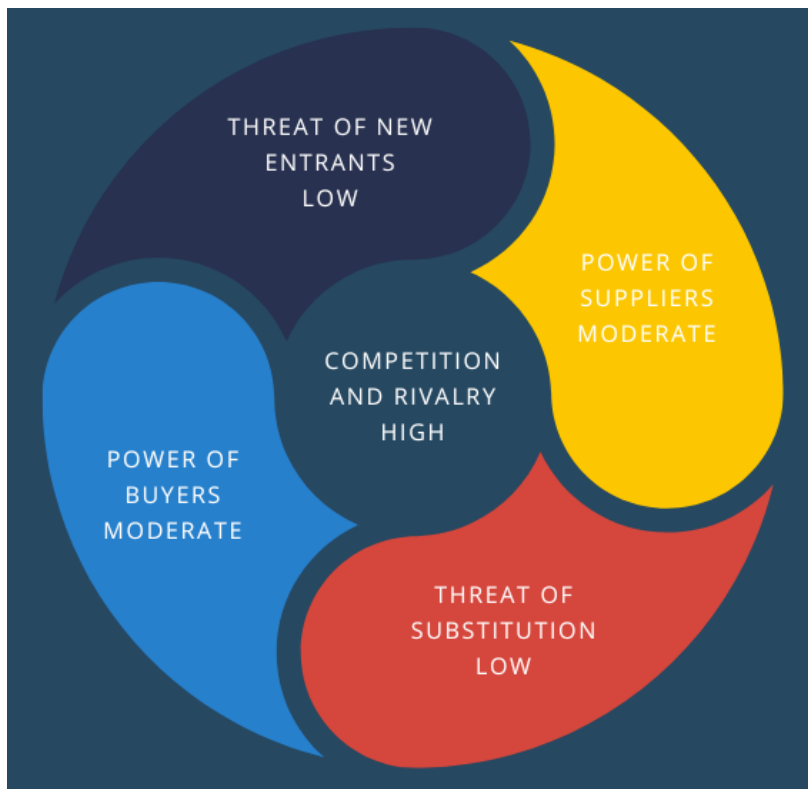 THREAT OF NEW
ENTRANTS
LOW
POWER OF
SUPPLIERS
MODERATE
COMPETITION
AND RIVALRY
HIGH
POWER OF
BUYERS
MODERATE
THREAT OF
SUBSTITUTION
LOW